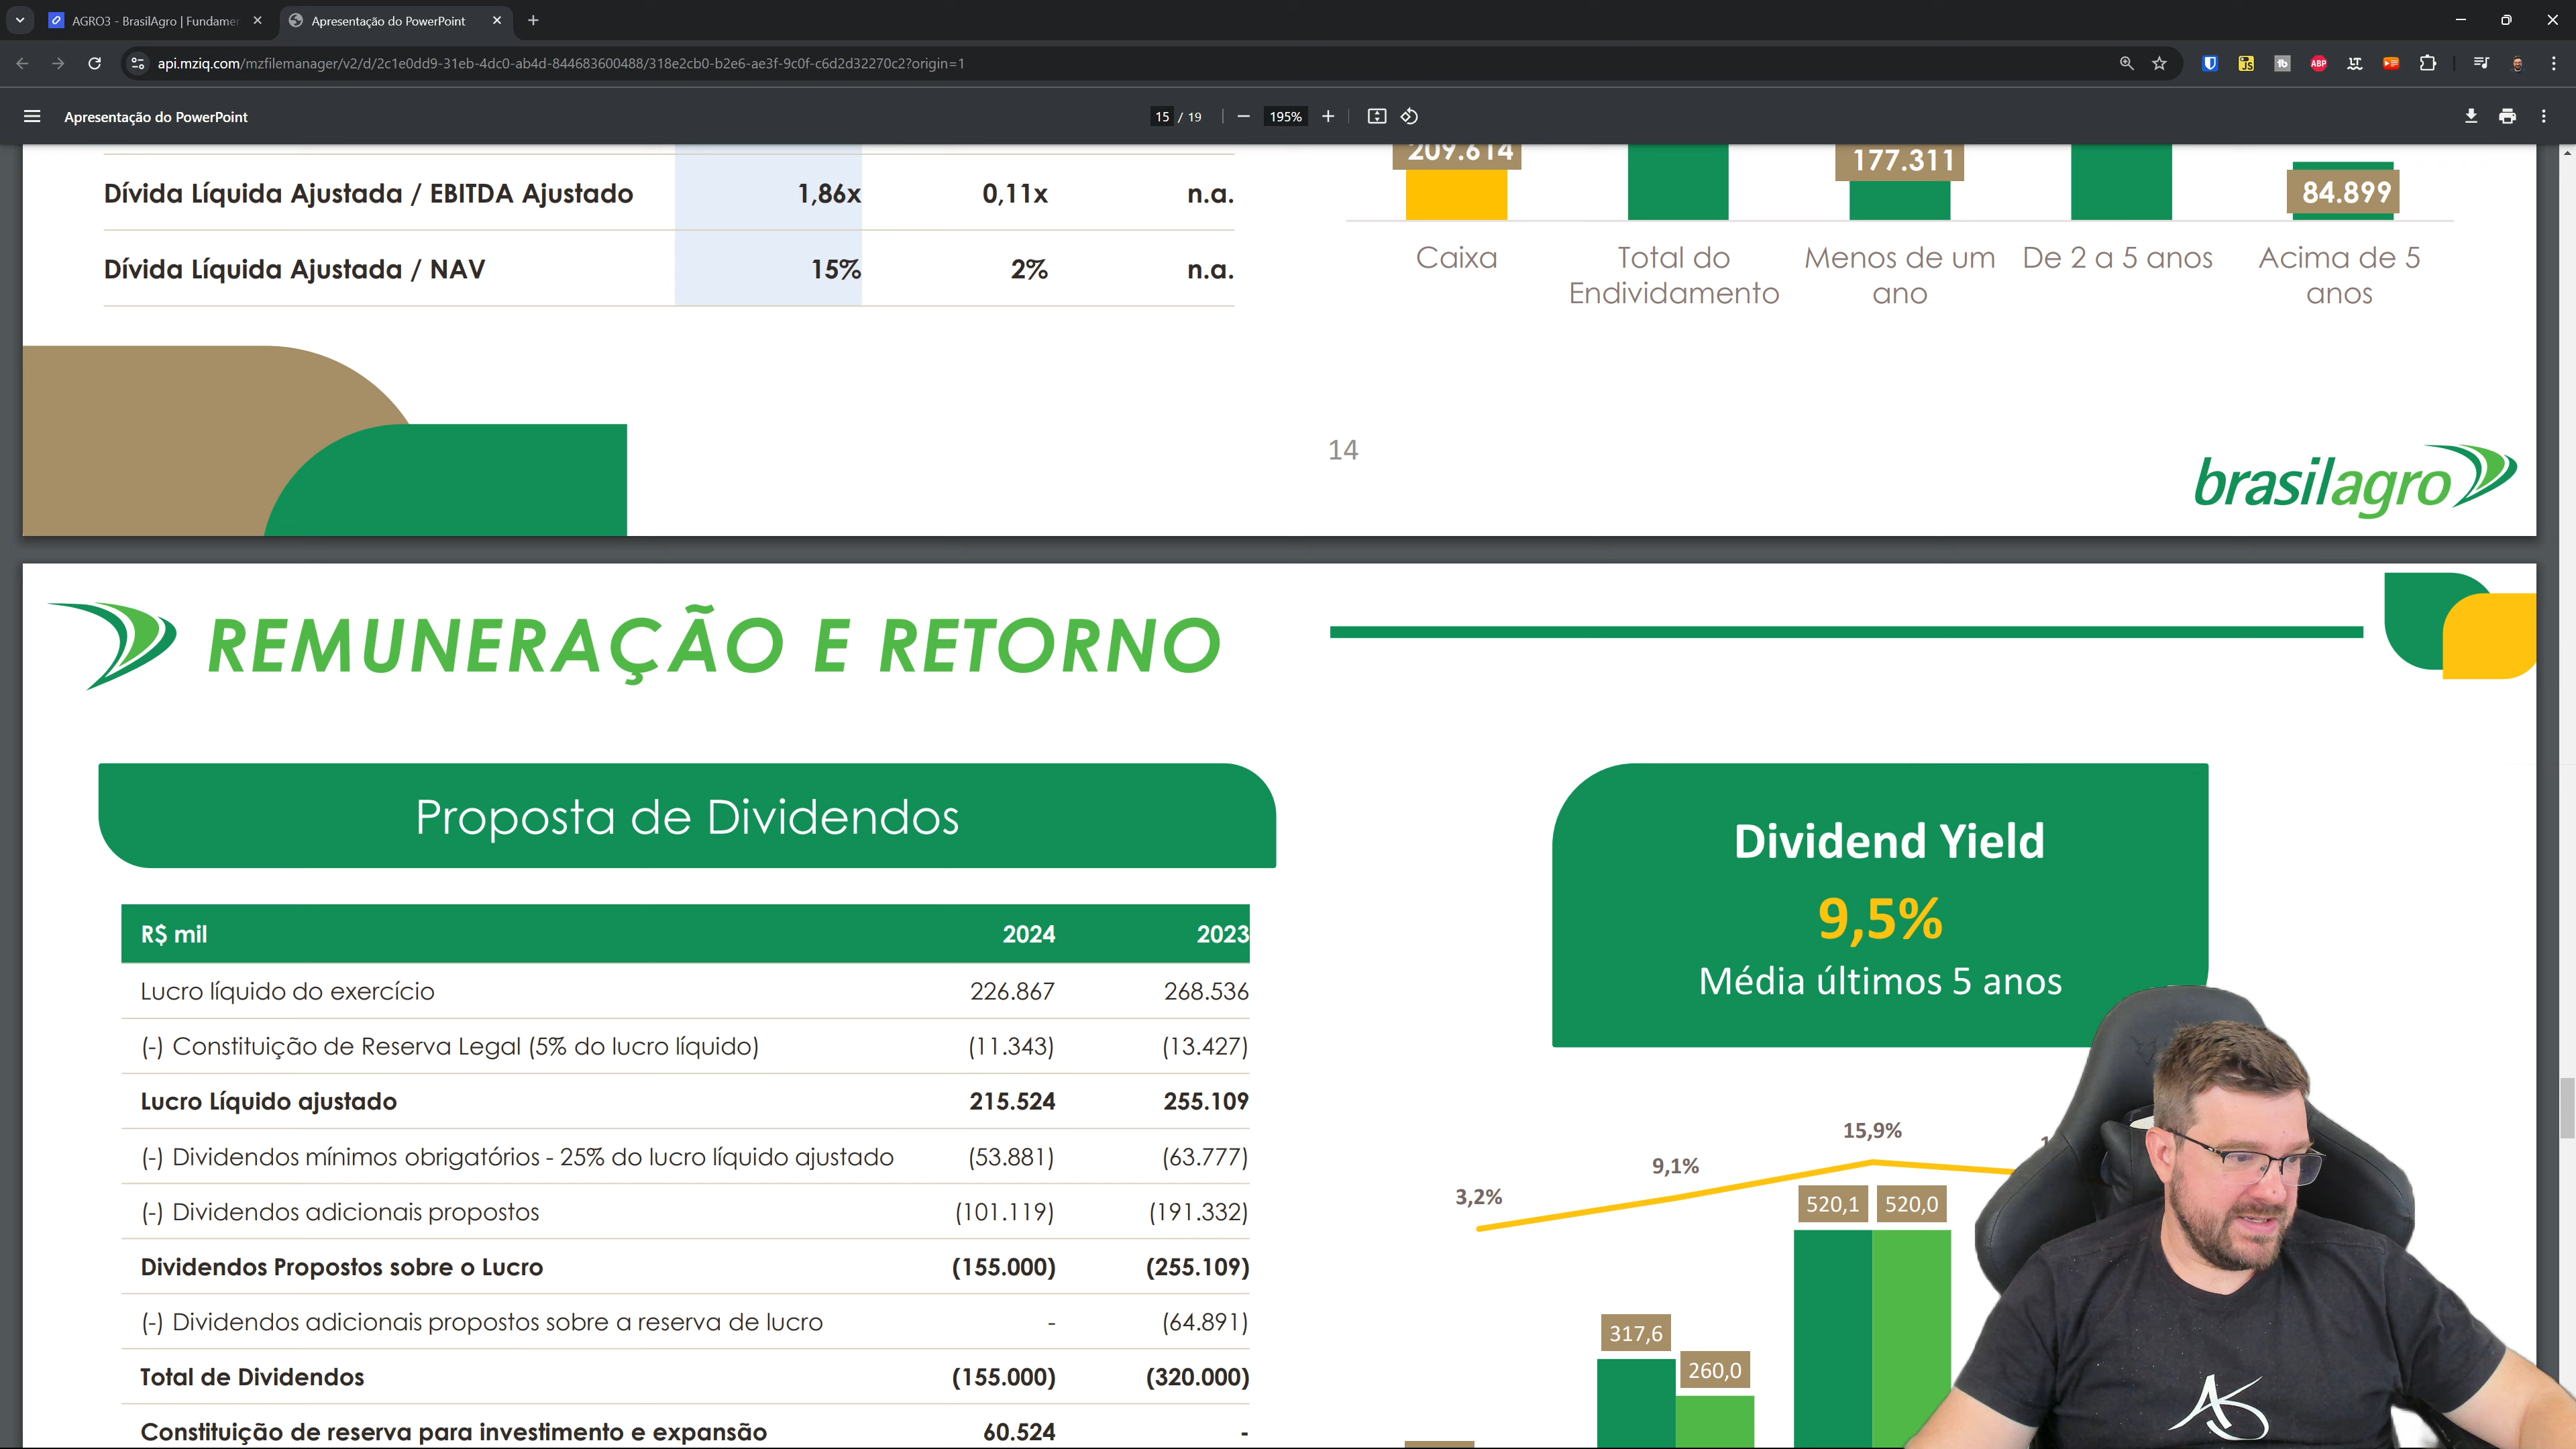 AGRO3 - BrasilAgro | Fundamer
Apresentação do PowerPoint
api.mziq.com/mzfilemanager/v2/d/2c1e0dd9-31eb-4dc0-ab4d-844683600488/318e2cb0-b2e6-ae3f-9c0f-c6d2d32270c2?origin=1
Apresentação do PowerPoint
15 / 19
195%
Dívida Líquida Ajustada / EBITDA Ajustado 1,86x 0,11x n.a.
Dívida Líquida Ajustada / NAV 15% 2% n.a.
209.614
177.311
84.899
Caixa
Total do Endividamento
Menos de um ano
De 2 a 5 anos
Acima de 5 anos
14
brasilagro
REMUNERAÇÃO E RETORNO
Proposta de Dividendos
R$ mil 2024 2023
Lucro líquido do exercício 226.867 268.536
(-) Constituição de Reserva Legal (5% do lucro líquido) (11.343) (13.427)
Lucro Líquido ajustado 215.524 255.109
(-) Dividendos mínimos obrigatórios - 25% do lucro líquido ajustado (53.881) (63.777)
(-) Dividendos adicionais propostos (101.119) (191.332)
Dividendos Propostos sobre o Lucro (155.000) (255.109)
(-) Dividendos adicionais propostos sobre a reserva de lucro - (64.891)
Total de Dividendos (155.000) (320.000)
Constituição de reserva para investimento e expansão 60.524 -
Dividend Yield
9,5%
Média últimos 5 anos
3,2%
9,1%
15,9%
520,1
520,0
317,6
260,0